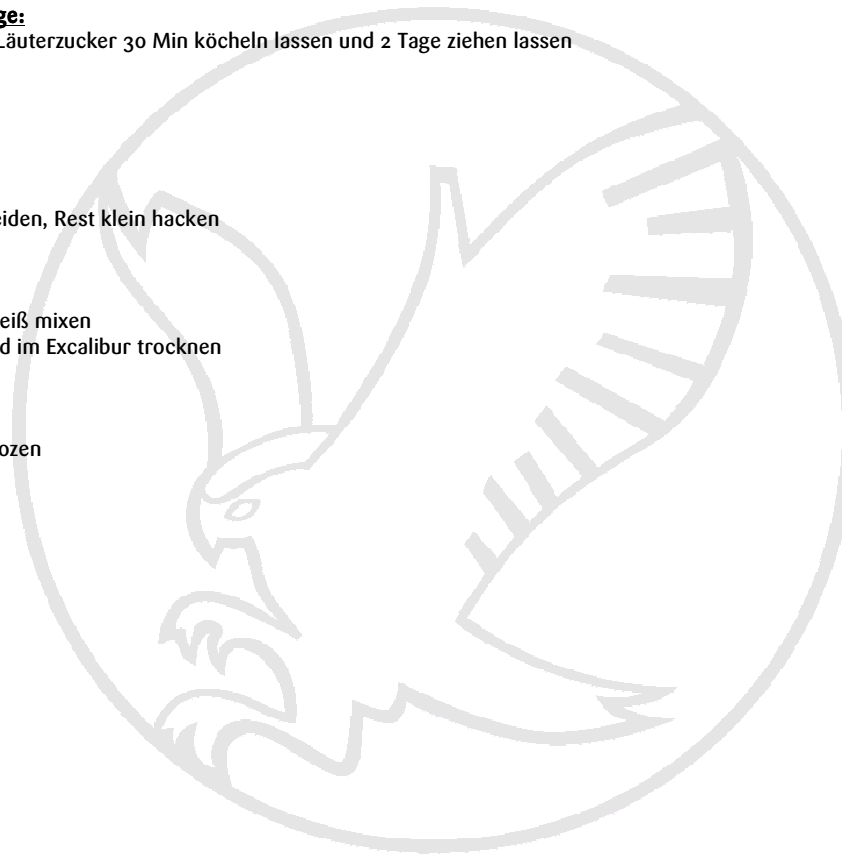 ge:
Läuterzucker 30 Min köcheln lassen und 2 Tage ziehen lassen
eiden, Rest klein hacken
eiß mixen
d im Excalibur trocknen
ozen